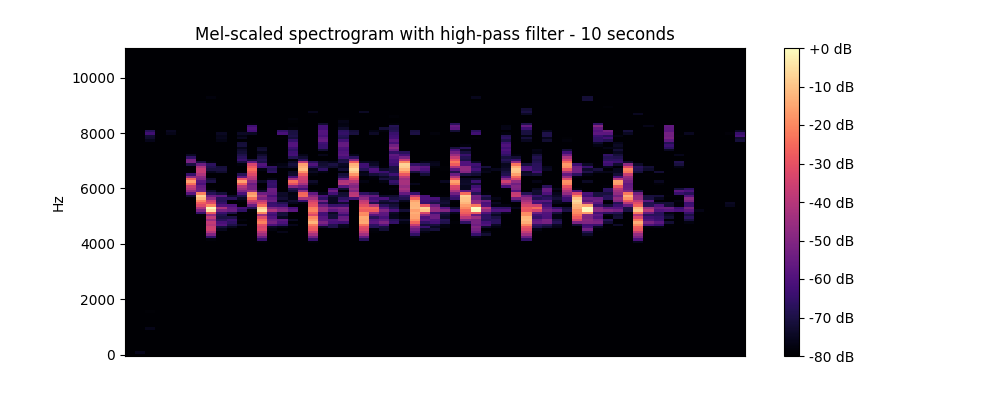 Mel-scaled spectrogram with high-pass filter - 10 seconds
Hz
10000
8000
6000
4000
2000
0
+0 dB
-10 dB
-20 dB
-30 dB
-40 dB
-50 dB
-60 dB
-70 dB
-80 dB